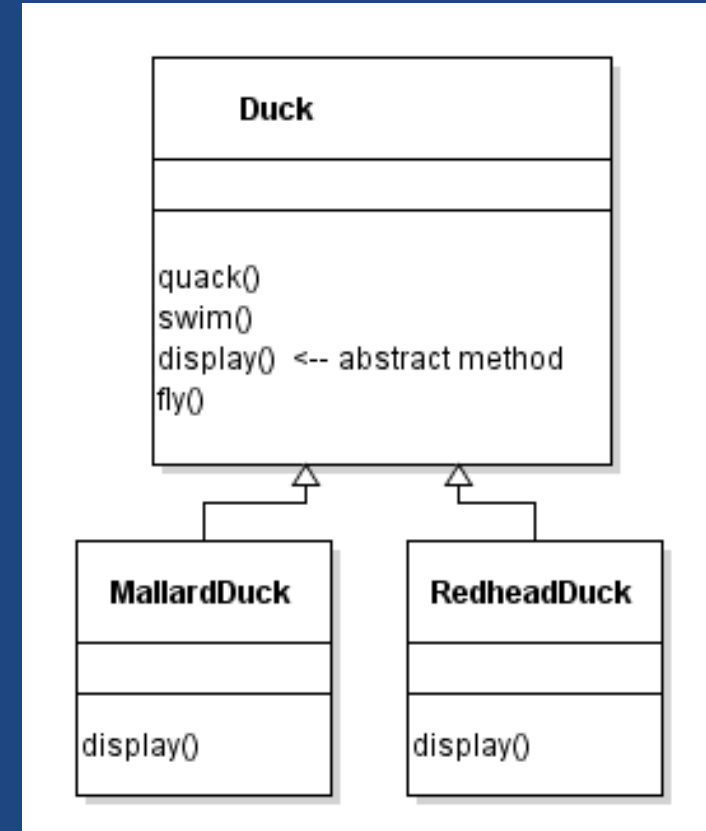 Duck
quack()
swim()
display() <-- abstract method
fly()
MallardDuck
display()
RedheadDuck
display()